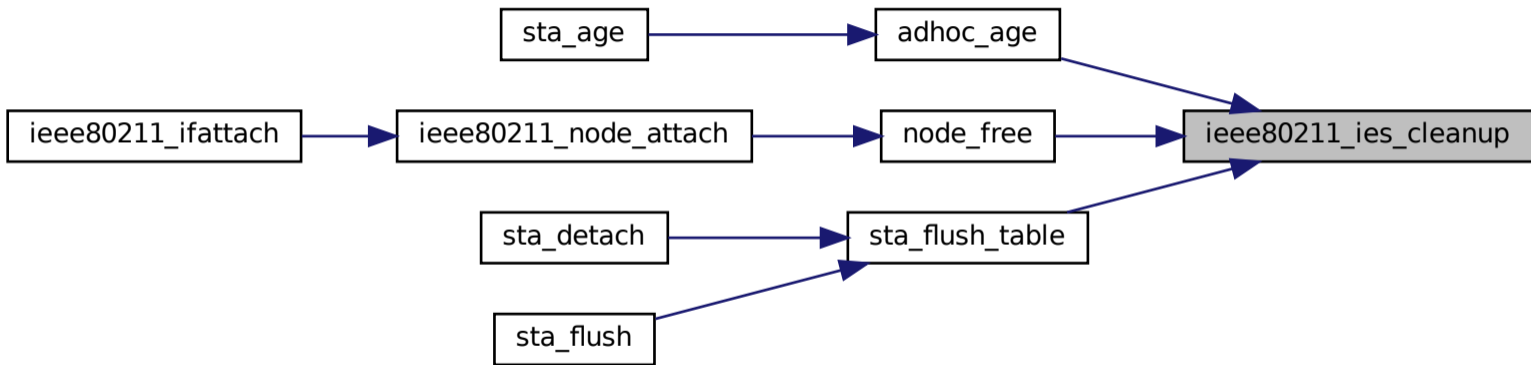 sta_age
adhoc_age
ieee80211_ifattach
ieee80211_node_attach
node_free
ieee80211_ies_cleanup
sta_detach
sta_flush_table
sta_flush